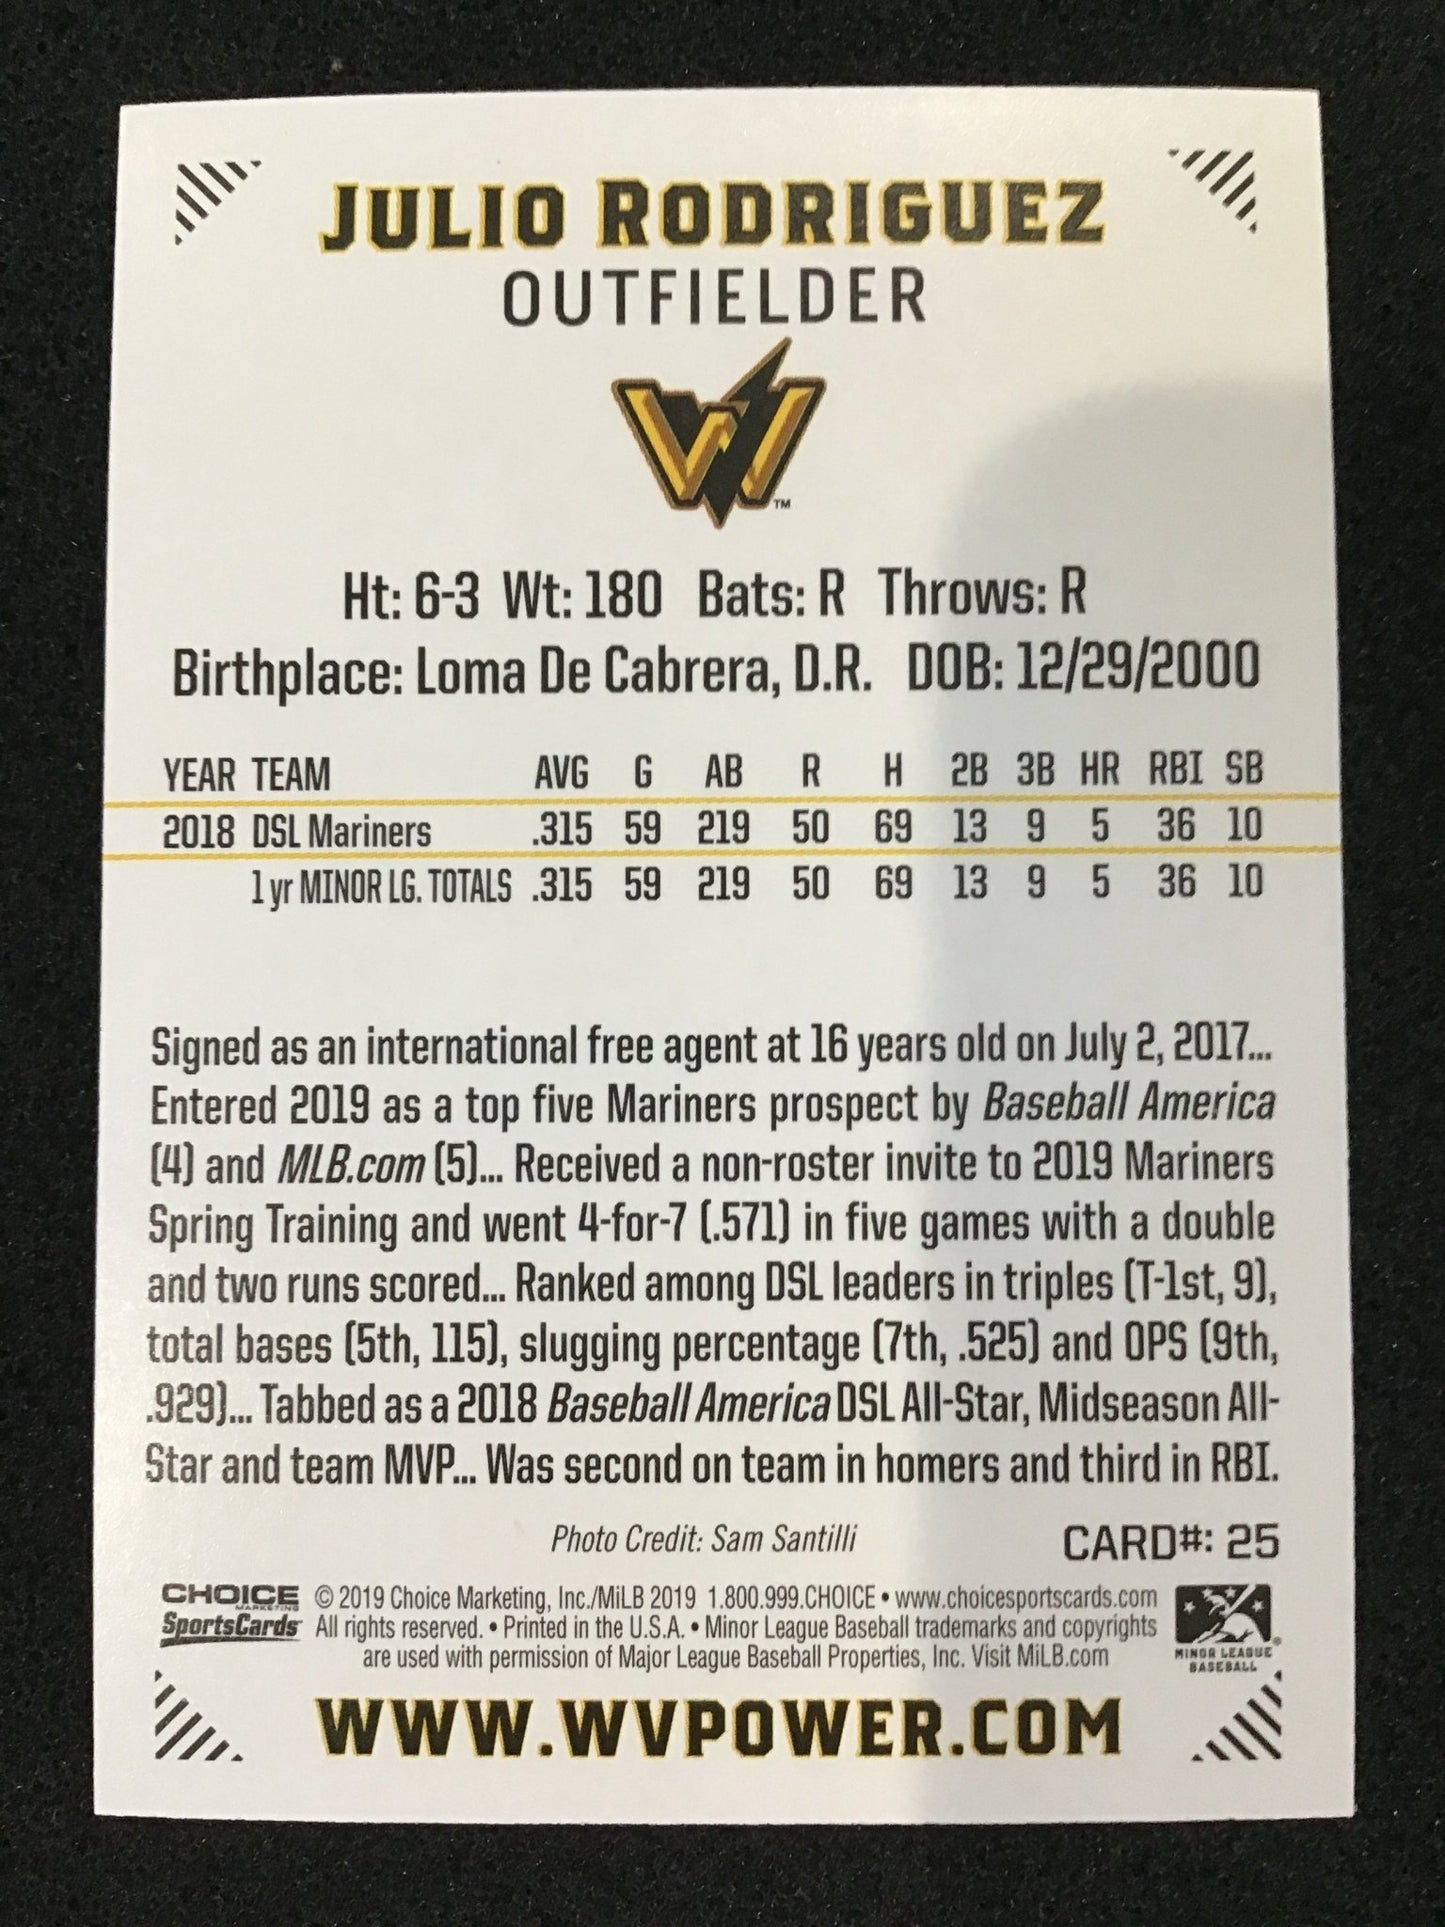 JULIO RODRIGUEZ
OUTFIELDER
W
TM
Ht: 6-3 Wt: 180 Bats: R Throws: R
Birthplace: Loma De Cabrera, D.R. DOB: 12/29/2000
YEAR TEAM AVG G AB R H 2B 3B HR RBI SB
2018 DSL Mariners .315 59 219 50 69 13 9 5 36 10
1 yr MINOR LG. TOTALS .315 59 219 50 69 13 9 5 36 10
Signed as an international free agent at 16 years old on July 2, 2017...
Entered 2019 as a top five Mariners prospect by Baseball America
(4) and MLB.com (5)... Received a non-roster invite to 2019 Mariners
Spring Training and went 4-for-7 (.571) in five games with a double
and two runs scored... Ranked among DSL leaders in triples (T-1st, 9),
total bases (5th, 115), slugging percentage (7th, .525) and OPS (9th,
.929)... Tabbed as a 2018 Baseball America DSL All-Star, Midseason All-
Star and team MVP... Was second on team in homers and third in RBI.
Photo Credit: Sam Santilli CARD#: 25
CHOICE
MARKETING
SportsCards
© 2019 Choice Marketing, Inc./MiLB 2019 1.800.999.CHOICE • www.choicesportscards.com
All rights reserved. • Printed in the U.S.A. • Minor League Baseball trademarks and copyrights
are used with permission of Major League Baseball Properties, Inc. Visit MiLB.com
MINOR LEAGUE
BASEBALL
®
WWW.WVPOWER.COM